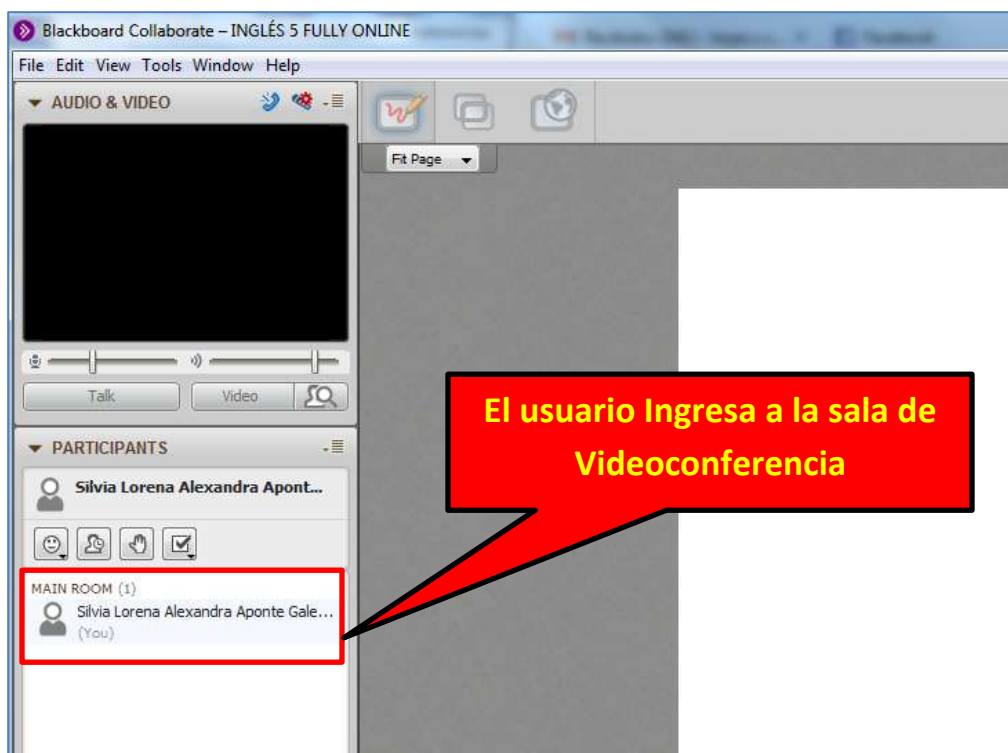 Blackboard Collaborate – INGLÉS 5 FULLY ONLINE
File Edit View Tools Window Help
AUDIO & VIDEO
Fit Page
Talk Video
El usuario Ingresa a la sala de
Videoconferencia
PARTICIPANTS
Silvia Lorena Alexandra Apont...
MAIN ROOM (1)
Silvia Lorena Alexandra Aponte Gale...
(You)